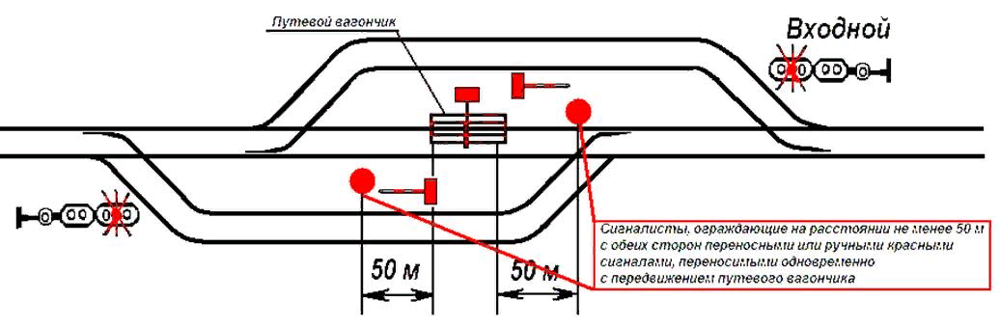 Путевой вагончик
Входной
Сигналисты, ограждающие на расстоянии не менее 50 м
с обеих сторон переносными или ручными красными
сигналами, переносимыми одновременно
с передвижением путевого вагончика
50 м
50 м